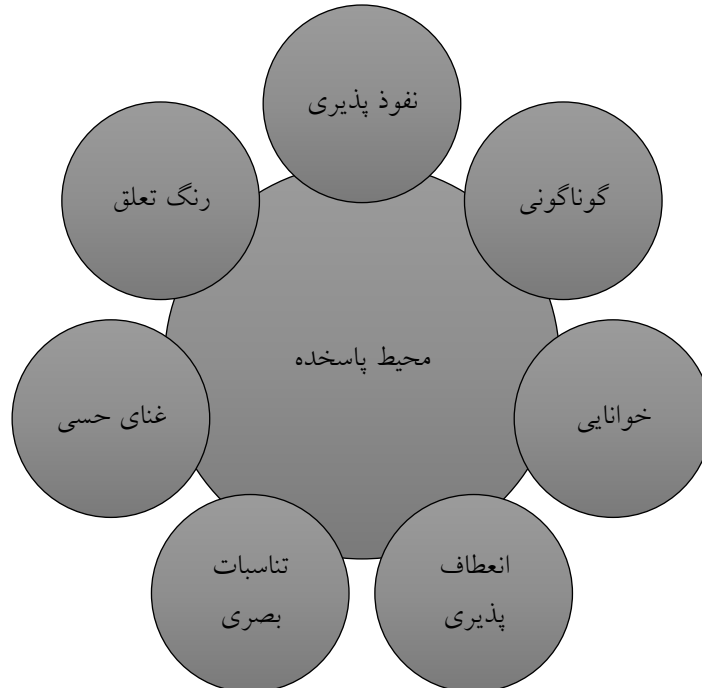 نفوذ پذیری
گوناگونی
رنگ تعلق
محیط پاسخده
خوانایی
غنای حسی
انعطاف
پذیری
تناسبات
بصری